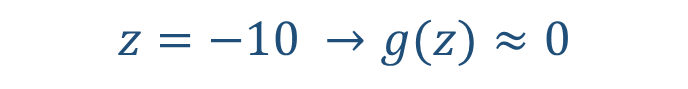 z = −10 → g(z) ≈ 0